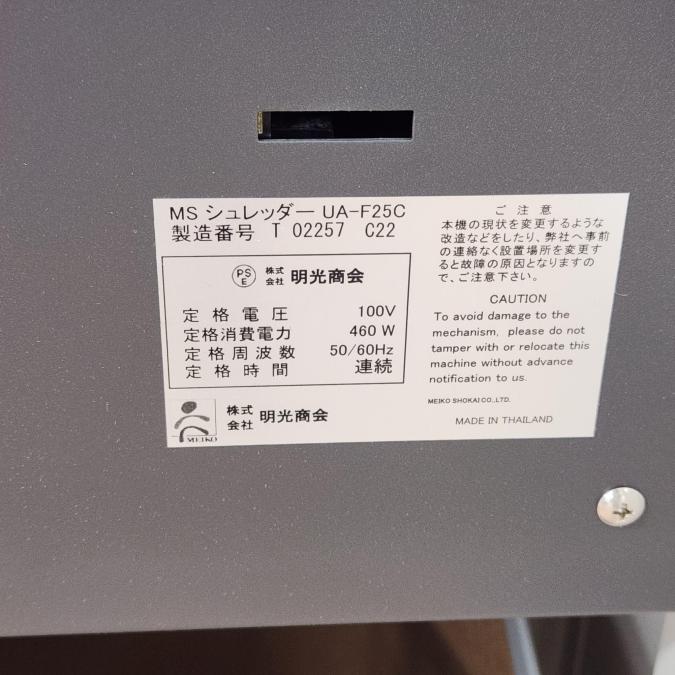 MS シュレッダー UA-F25C
製造番号 T 02257 C22
PS
E
株式
会社 明光商会
定格電圧 100V
定格消費電力 460 W
定格周波数 50/60Hz
定格時間 連続
MEIKO
株式
会社 明光商会
ご注意
本機の現状を変更するような
改造などをしたり、弊社へ事前
の連絡なく設置場所を変更す
ると故障の原因となりますの
で、ご注意下さい。
CAUTION
To avoid damage to the
mechanism, please do not
tamper with or relocate this
machine without advance
notification to us.
MEIKO SHOKAI CO.,LTD.
MADE IN THAILAND